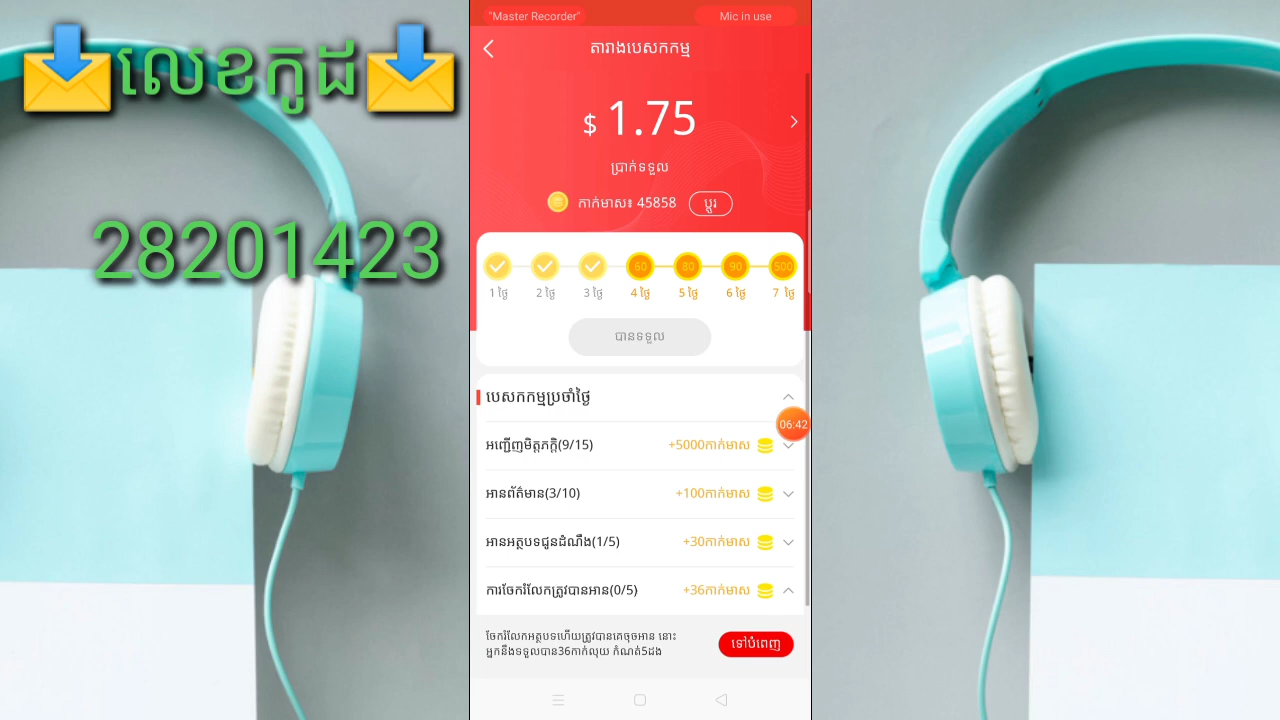 លេខកូដ
28201423
"Master Recorder"
Mic in use
តារាងបេសកកម្ម
$ 1.75
ប្រាក់ទទួល
កាក់មាស៖ 45858
ប្តូរ
60 80 90 500
1 ថ្ងៃ 2 ថ្ងៃ 3 ថ្ងៃ 4 ថ្ងៃ 5 ថ្ងៃ 6 ថ្ងៃ 7 ថ្ងៃ
បានទទួល
បេសកកម្មប្រចាំថ្ងៃ
06:42
អញ្ជើញមិត្តភក្តិ(9/15) +5000កាក់មាស
អានព័ត៌មាន(3/10) +100កាក់មាស
អានអត្ថបទជូនដំណឹង(1/5) +30កាក់មាស
ការចែករំលែកត្រូវបានអាន(0/5) +36កាក់មាស
ចែករំលែកអត្ថបទហើយត្រូវបានគេចុចអាន នោះ
អ្នកនឹងទទួលបាន36កាក់លុយ កំណត់5ដង
ទៅបំពេញ